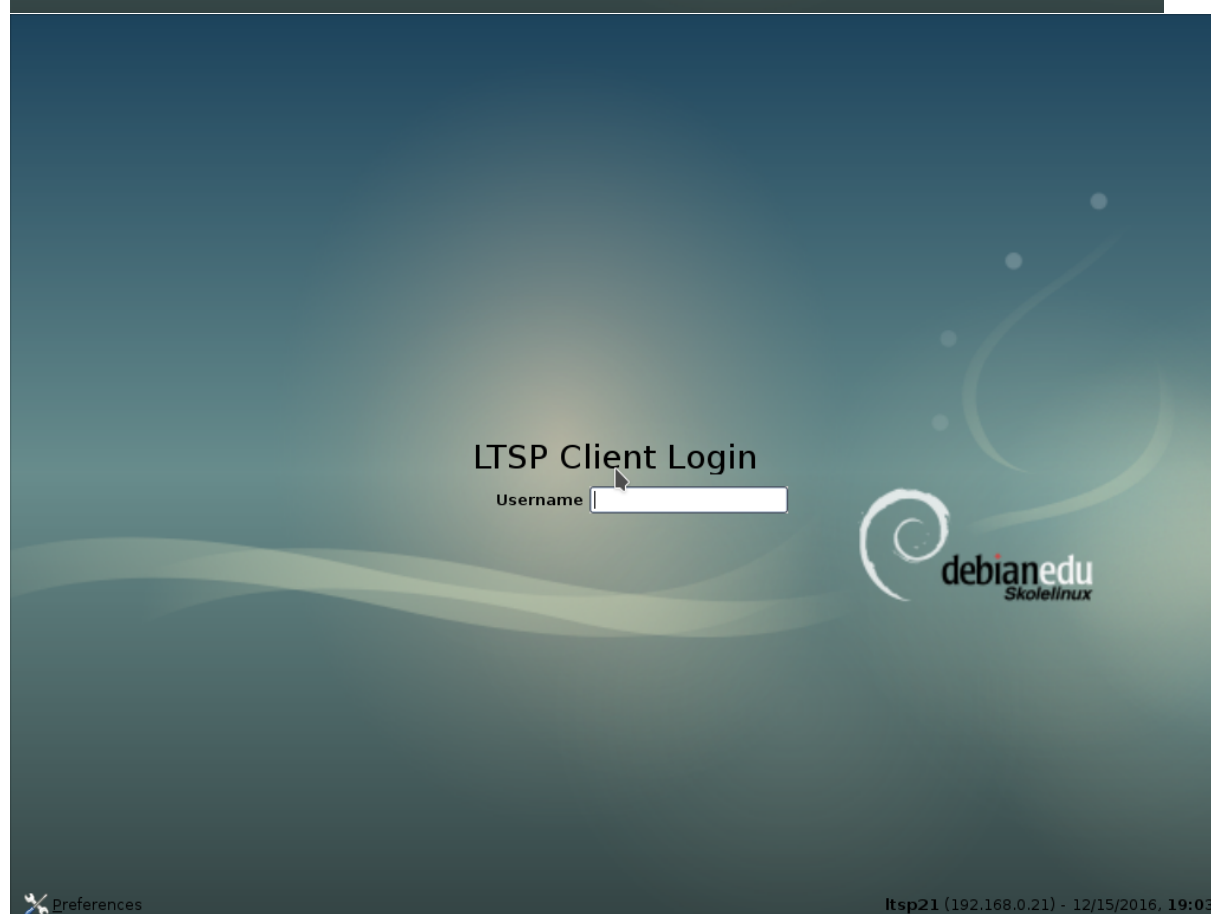 LTSP Client Login
Username
debianedu
Skolelinux
Preferences
ltsp21 (192.168.0.21) - 12/15/2016, 19:03